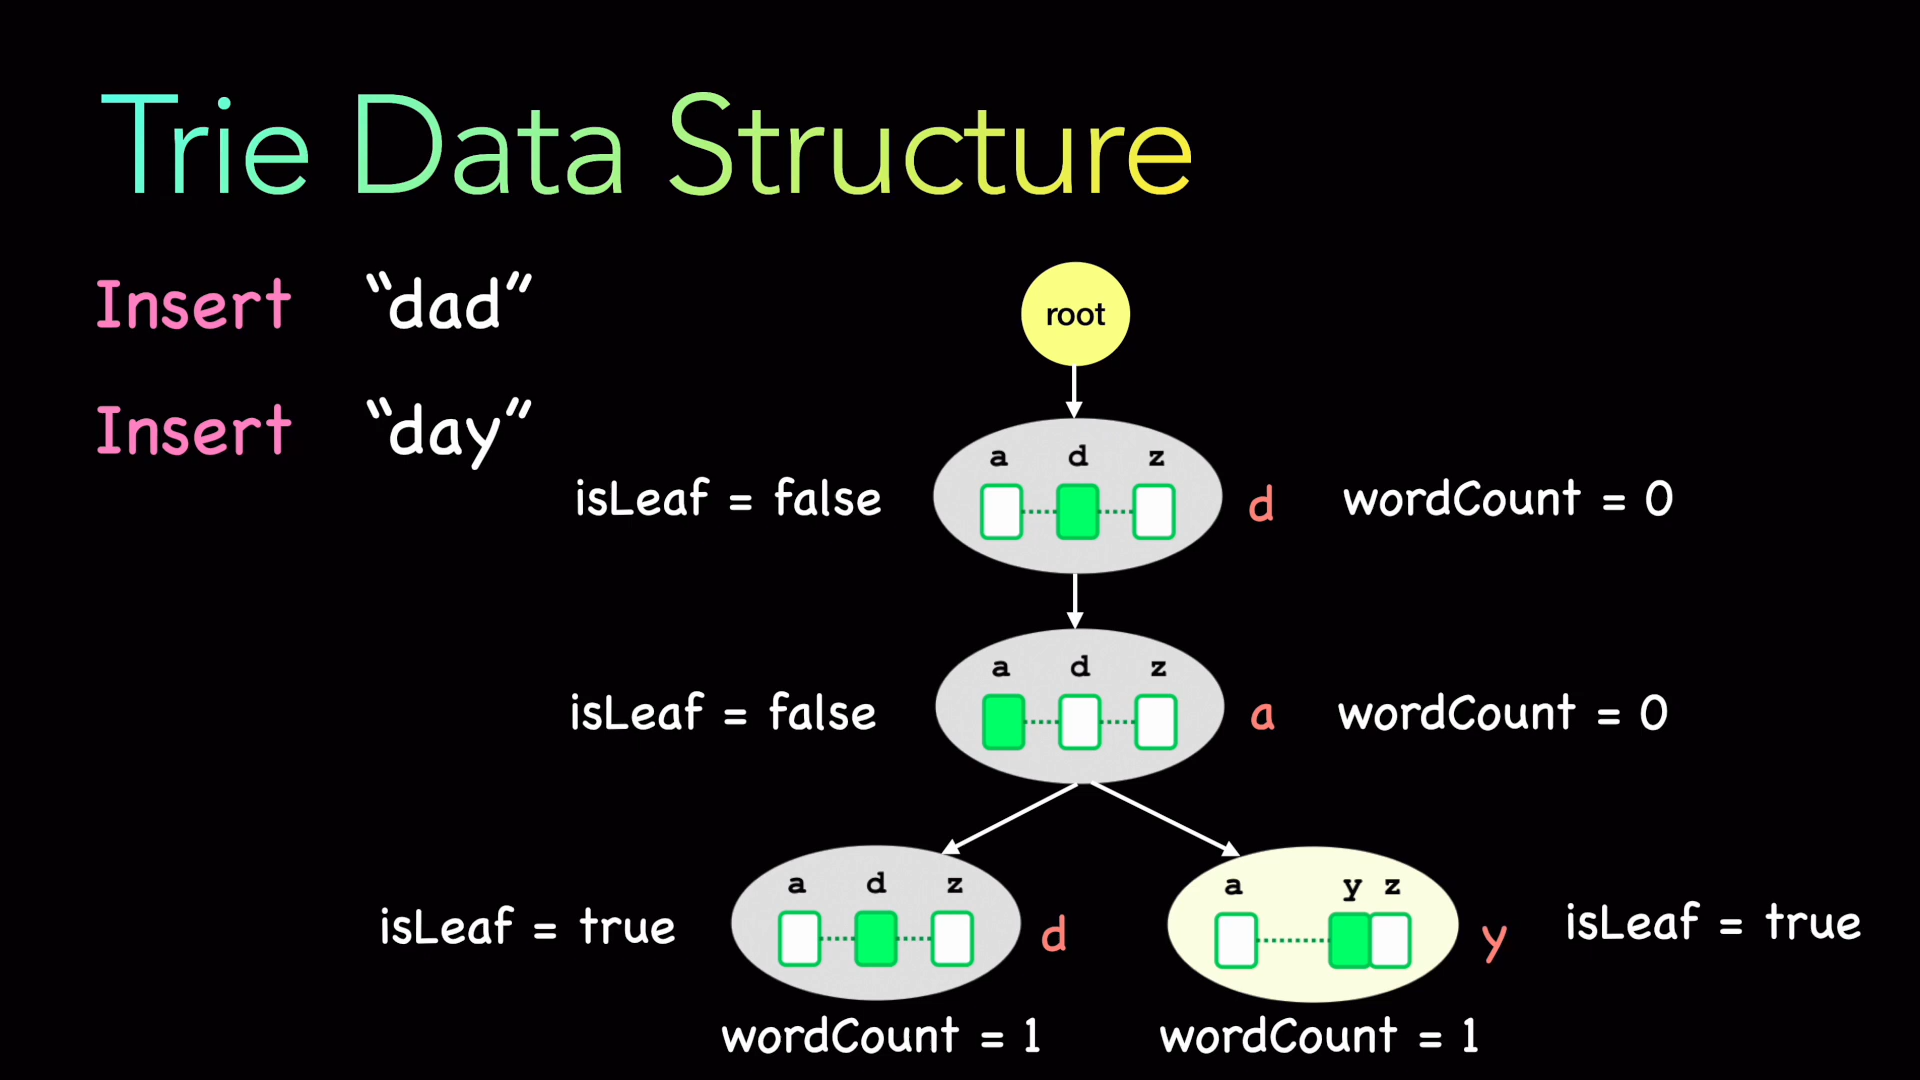 Trie Data Structure
Insert “dad”
Insert “day”
root
a d z
isLeaf = false d wordCount = 0
a d z
isLeaf = false a wordCount = 0
a d z
isLeaf = true d
wordCount = 1
a y z
y isLeaf = true
wordCount = 1